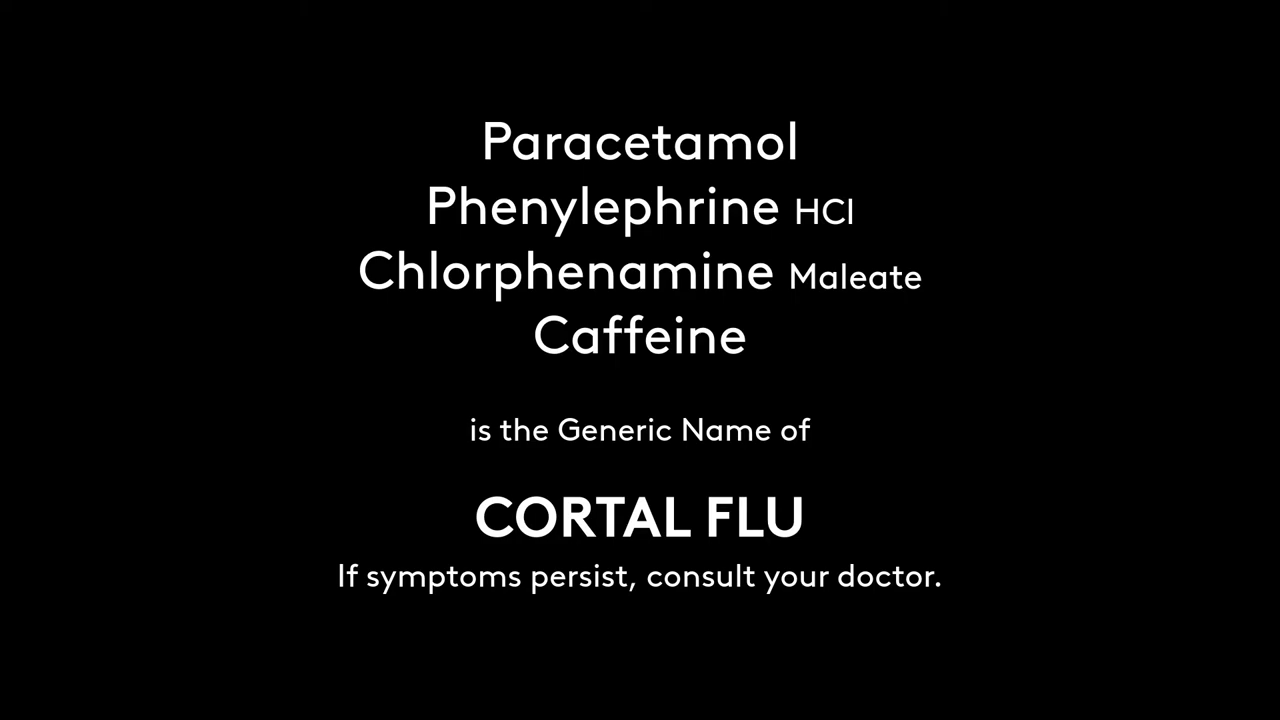 Paracetamol
Phenylephrine HCl
Chlorphenamine Maleate
Caffeine
is the Generic Name of
CORTAL FLU
If symptoms persist, consult your doctor.